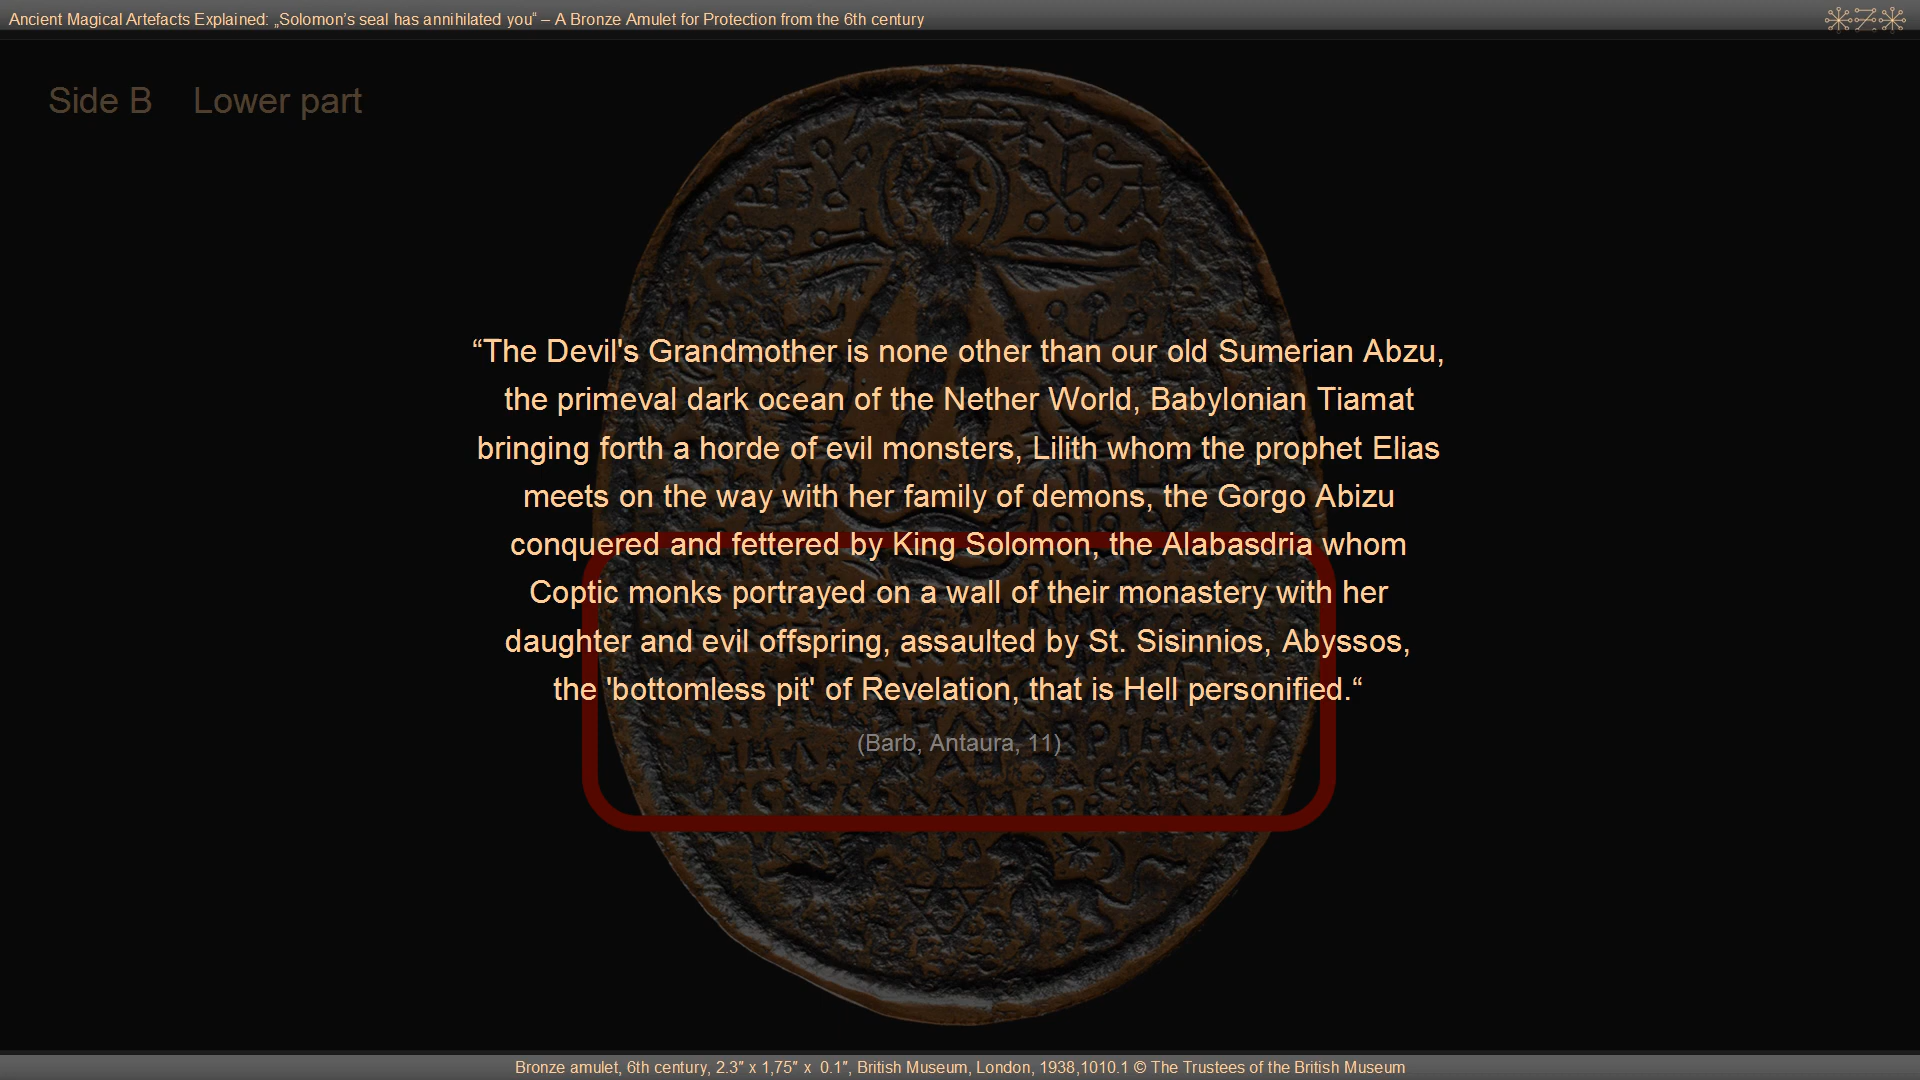 Ancient Magical Artefacts Explained: „Solomon’s seal has annihilated you“ – A Bronze Amulet for Protection from the 6th century
Side B Lower part
“The Devil's Grandmother is none other than our old Sumerian Abzu,
the primeval dark ocean of the Nether World, Babylonian Tiamat
bringing forth a horde of evil monsters, Lilith whom the prophet Elias
meets on the way with her family of demons, the Gorgo Abizu
conquered and fettered by King Solomon, the Alabasdria whom
Coptic monks portrayed on a wall of their monastery with her
daughter and evil offspring, assaulted by St. Sisinnios, Abyssos,
the 'bottomless pit' of Revelation, that is Hell personified.“
(Barb, Antaura, 11)
Bronze amulet, 6th century, 2.3″ x 1,75″ x 0.1″, British Museum, London, 1938,1010.1 © The Trustees of the British Museum